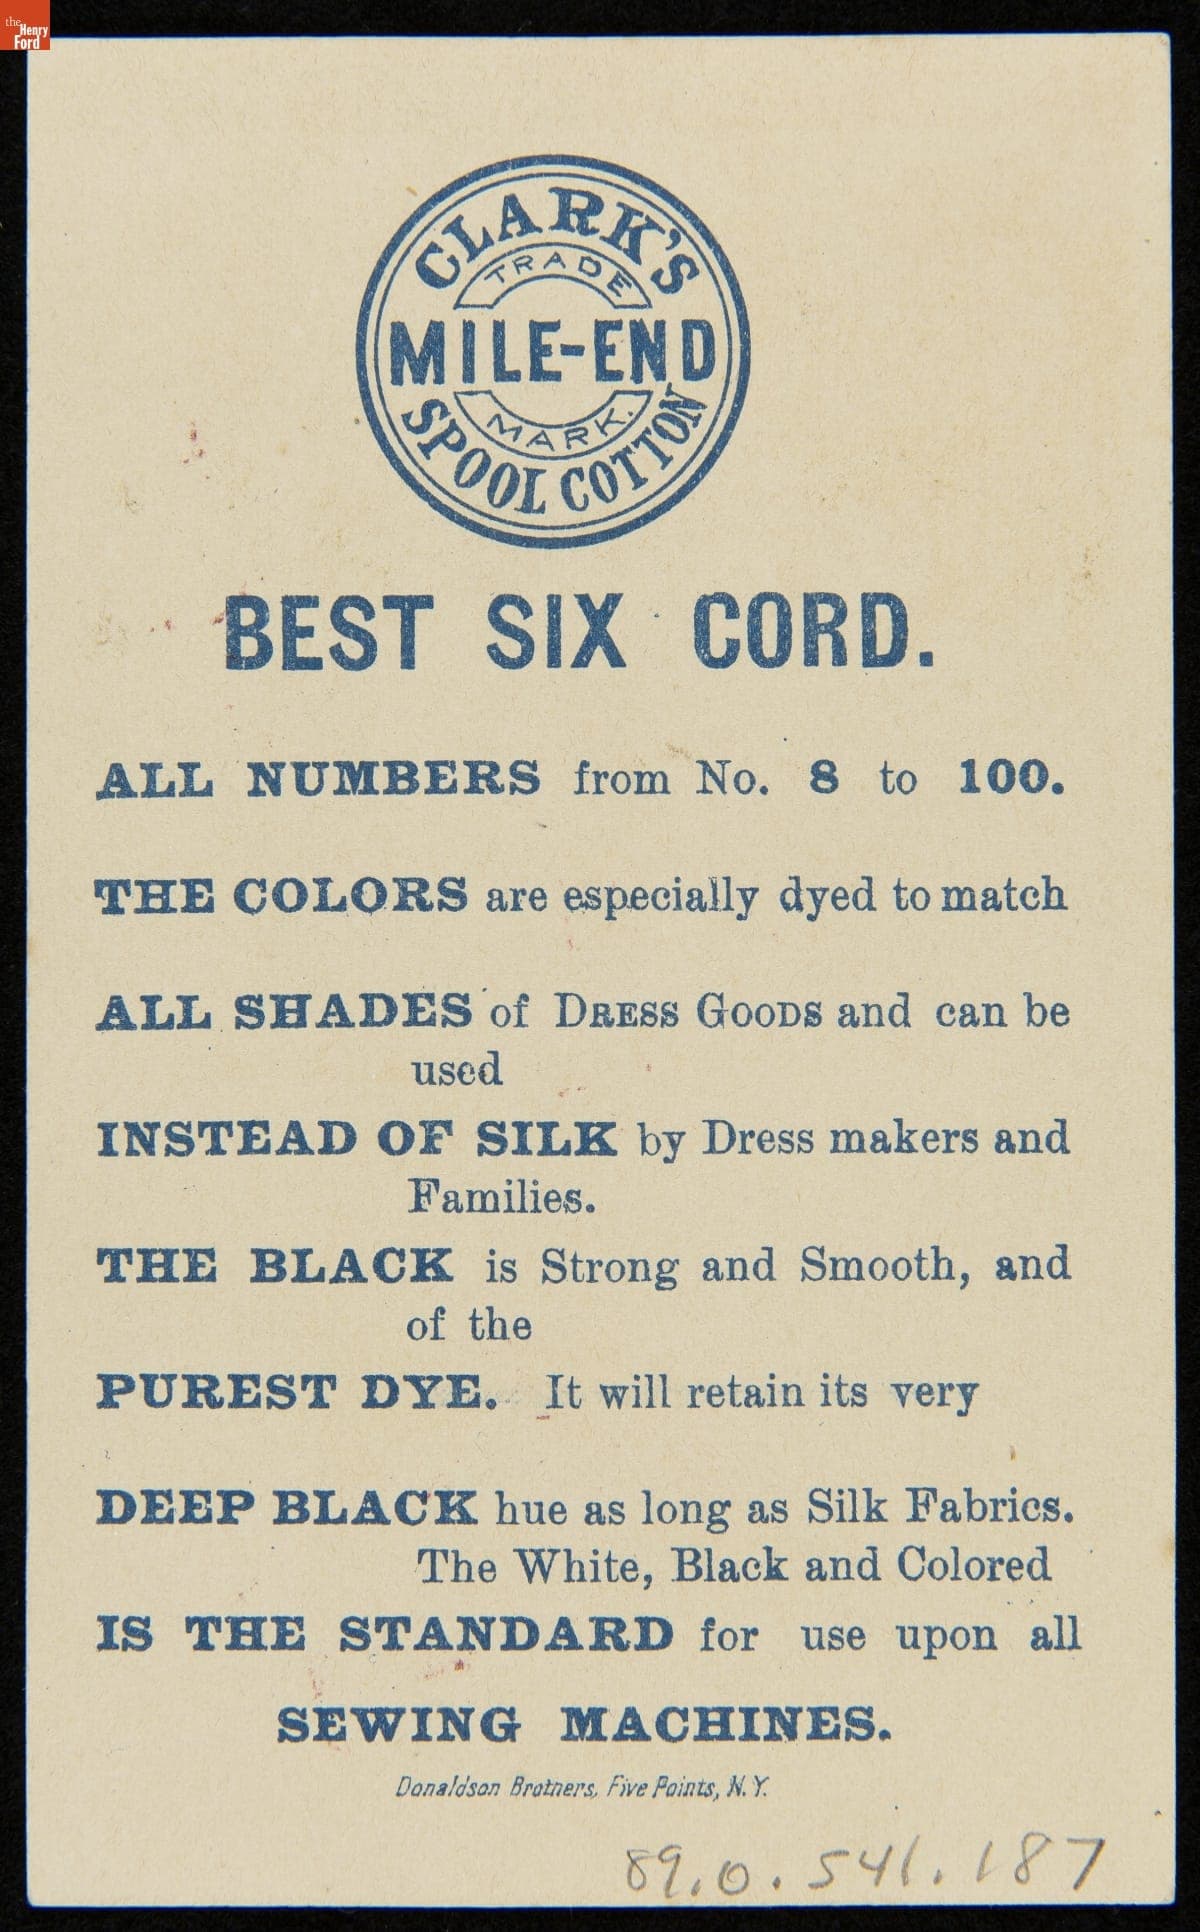 the
Henry
Ford
CLARK'S
TRADE
MILE-END
MARK.
SPOOL COTTON
BEST SIX CORD.
ALL NUMBERS from No. 8 to 100.
THE COLORS are especially dyed to match
ALL SHADES of DRESS GOODS and can be
used
INSTEAD OF SILK by Dress makers and
Families.
THE BLACK is Strong and Smooth, and
of the
PUREST DYE. It will retain its very
DEEP BLACK hue as long as Silk Fabrics.
The White, Black and Colored
IS THE STANDARD for use upon all
SEWING MACHINES.
Donaldson Brothers, Five Points, N. Y.
89.0.541.187